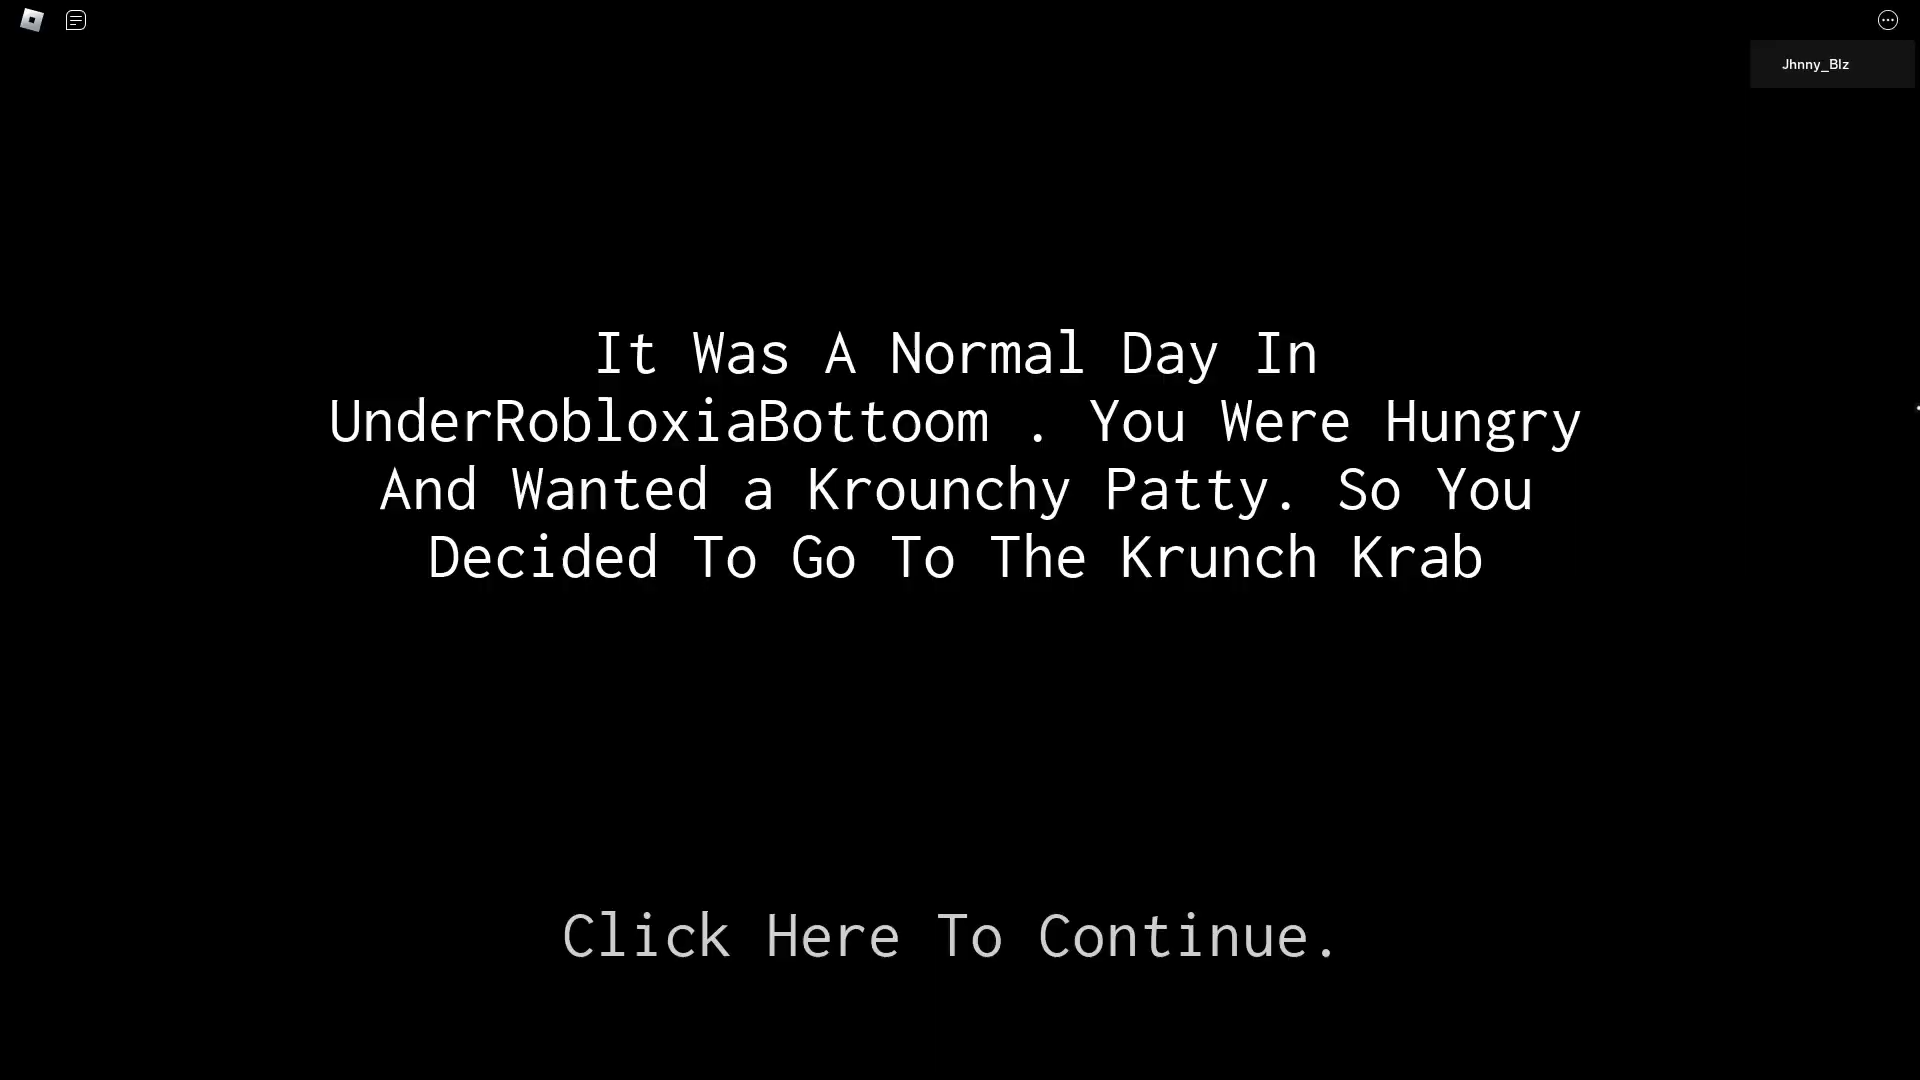 Jhnny_Blz
It Was A Normal Day In
UnderRobloxiaBottoom . You Were Hungry
And Wanted a Krounchy Patty. So You
Decided To Go To The Krunch Krab
Click Here To Continue.